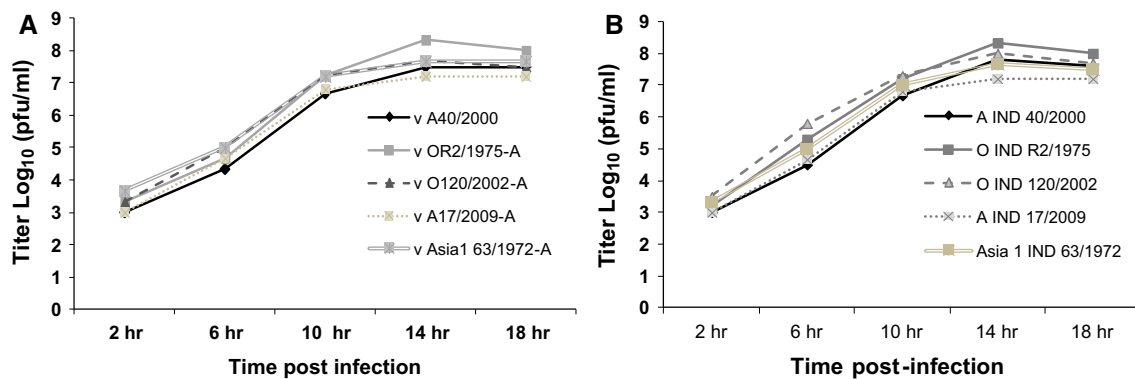 A
Titer Log10 (pfu/ml)
9
8
7
6
5
4
3
2
1
0
v A40/2000
v OR2/1975-A
v O120/2002-A
v A17/2009-A
v Asia1 63/1972-A
2 hr 6 hr 10 hr 14 hr 18 hr
Time post infection
B
Titer Log10 (pfu/ml)
9
8
7
6
5
4
3
2
1
0
A IND 40/2000
O IND R2/1975
O IND 120/2002
A IND 17/2009
Asia 1 IND 63/1972
2 hr 6 hr 10 hr 14 hr 18 hr
Time post-infection